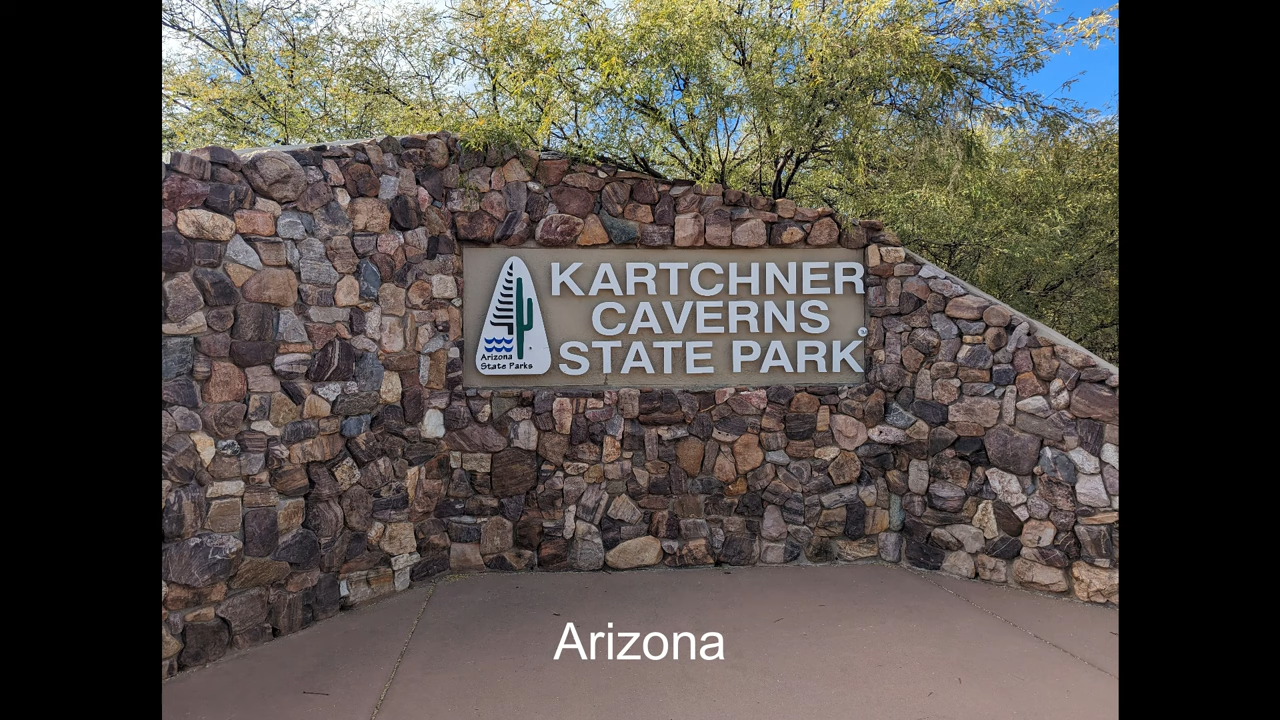 KARTCHNER
CAVERNS
STATE PARK
Arizona
State Parks
Arizona